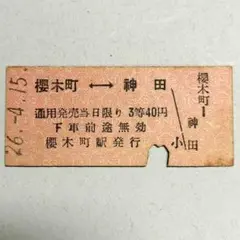 26.-4.15.
櫻木町 ←→ 神田
通用発売当日限り 3等40円
下車前途無効
櫻木町駅発行
小
櫻木町
神田